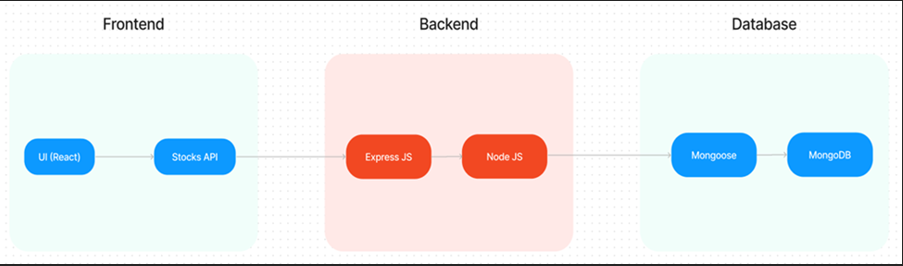 Frontend
Backend
Database
UI (React)
Stocks API
Express JS
Node JS
Mongoose
MongoDB